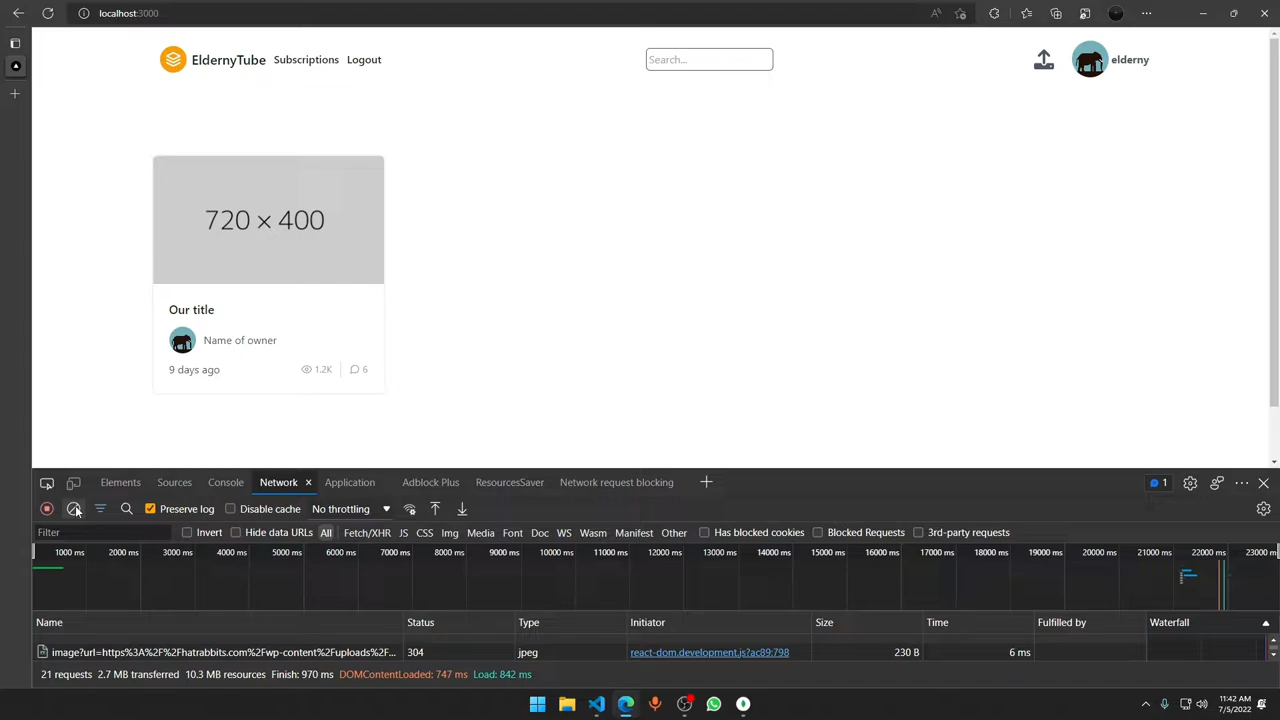 localhost:3000
EldernyTube Subscriptions Logout
Search...
elderny
720 × 400
Our title
Name of owner
9 days ago 1.2K 6
Elements Sources Console Network Application Adblock Plus ResourcesSaver Network request blocking 1
Preserve log Disable cache No throttling
Filter Invert Hide data URLs All Fetch/XHR JS CSS Img Media Font Doc WS Wasm Manifest Other Has blocked cookies Blocked Requests 3rd-party requests
1000 ms 2000 ms 3000 ms 4000 ms 5000 ms 6000 ms 7000 ms 8000 ms 9000 ms 10000 ms 11000 ms 12000 ms 13000 ms 14000 ms 15000 ms 16000 ms 17000 ms 18000 ms 19000 ms 20000 ms 21000 ms 22000 ms 23000 ms
Name Status Type Initiator Size Time Fulfilled by Waterfall
image?url=https%3A%2F%2Fhatrabbits.com%2Fwp-content%2Fuploads%2F... 304 jpeg react-dom.development.js?ac89:798 230 B 6 ms
21 requests 2.7 MB transferred 10.3 MB resources Finish: 970 ms DOMContentLoaded: 747 ms Load: 842 ms
11:42 AM
7/5/2022